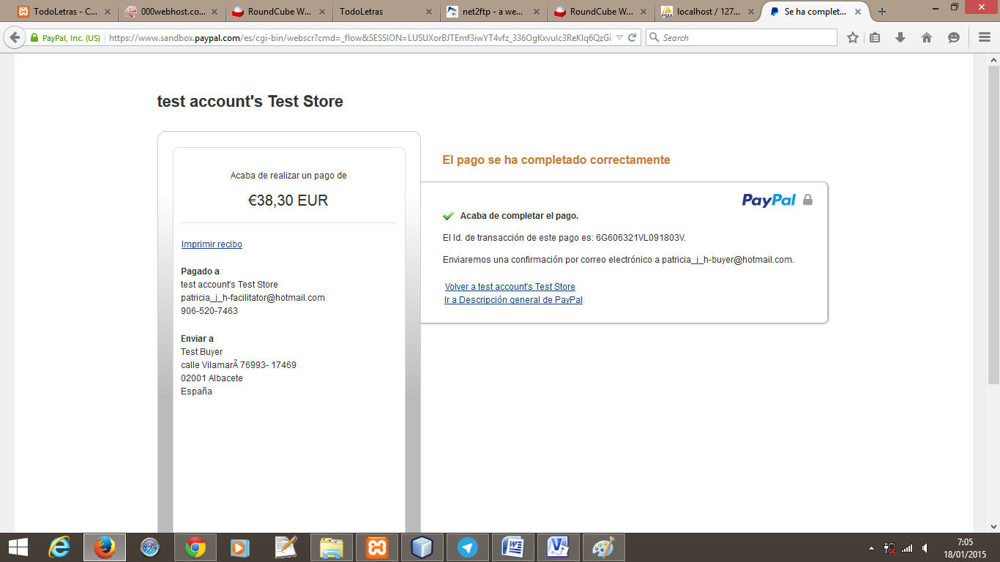 TodoLetras - C...
000webhost.co...
RoundCube W...
TodoLetras
net2ftp - a we...
RoundCube W...
localhost / 127...
Se ha complet...
PayPal, Inc. (US)
https://www.sandbox.paypal.com/es/cgi-bin/webscr?cmd=_flow&SESSION=LUSUXorBJTEmf3iwYT4vfz_336OgKxvulc3ReKIq6QzGi
Search
test account's Test Store
Acaba de realizar un pago de
€38,30 EUR
Imprimir recibo
Pagado a
test account's Test Store
patricia_j_h-facilitator@hotmail.com
906-520-7463
Enviar a
Test Buyer
calle VilamarÃ 76993- 17469
02001 Albacete
España
El pago se ha completado correctamente
PayPal
Acaba de completar el pago.
El Id. de transacción de este pago es: 6G606321VL091803V.
Enviaremos una confirmación por correo electrónico a patricia_j_h-buyer@hotmail.com.
Volver a test account's Test Store
Ir a Descripción general de PayPal
7:05
18/01/2015